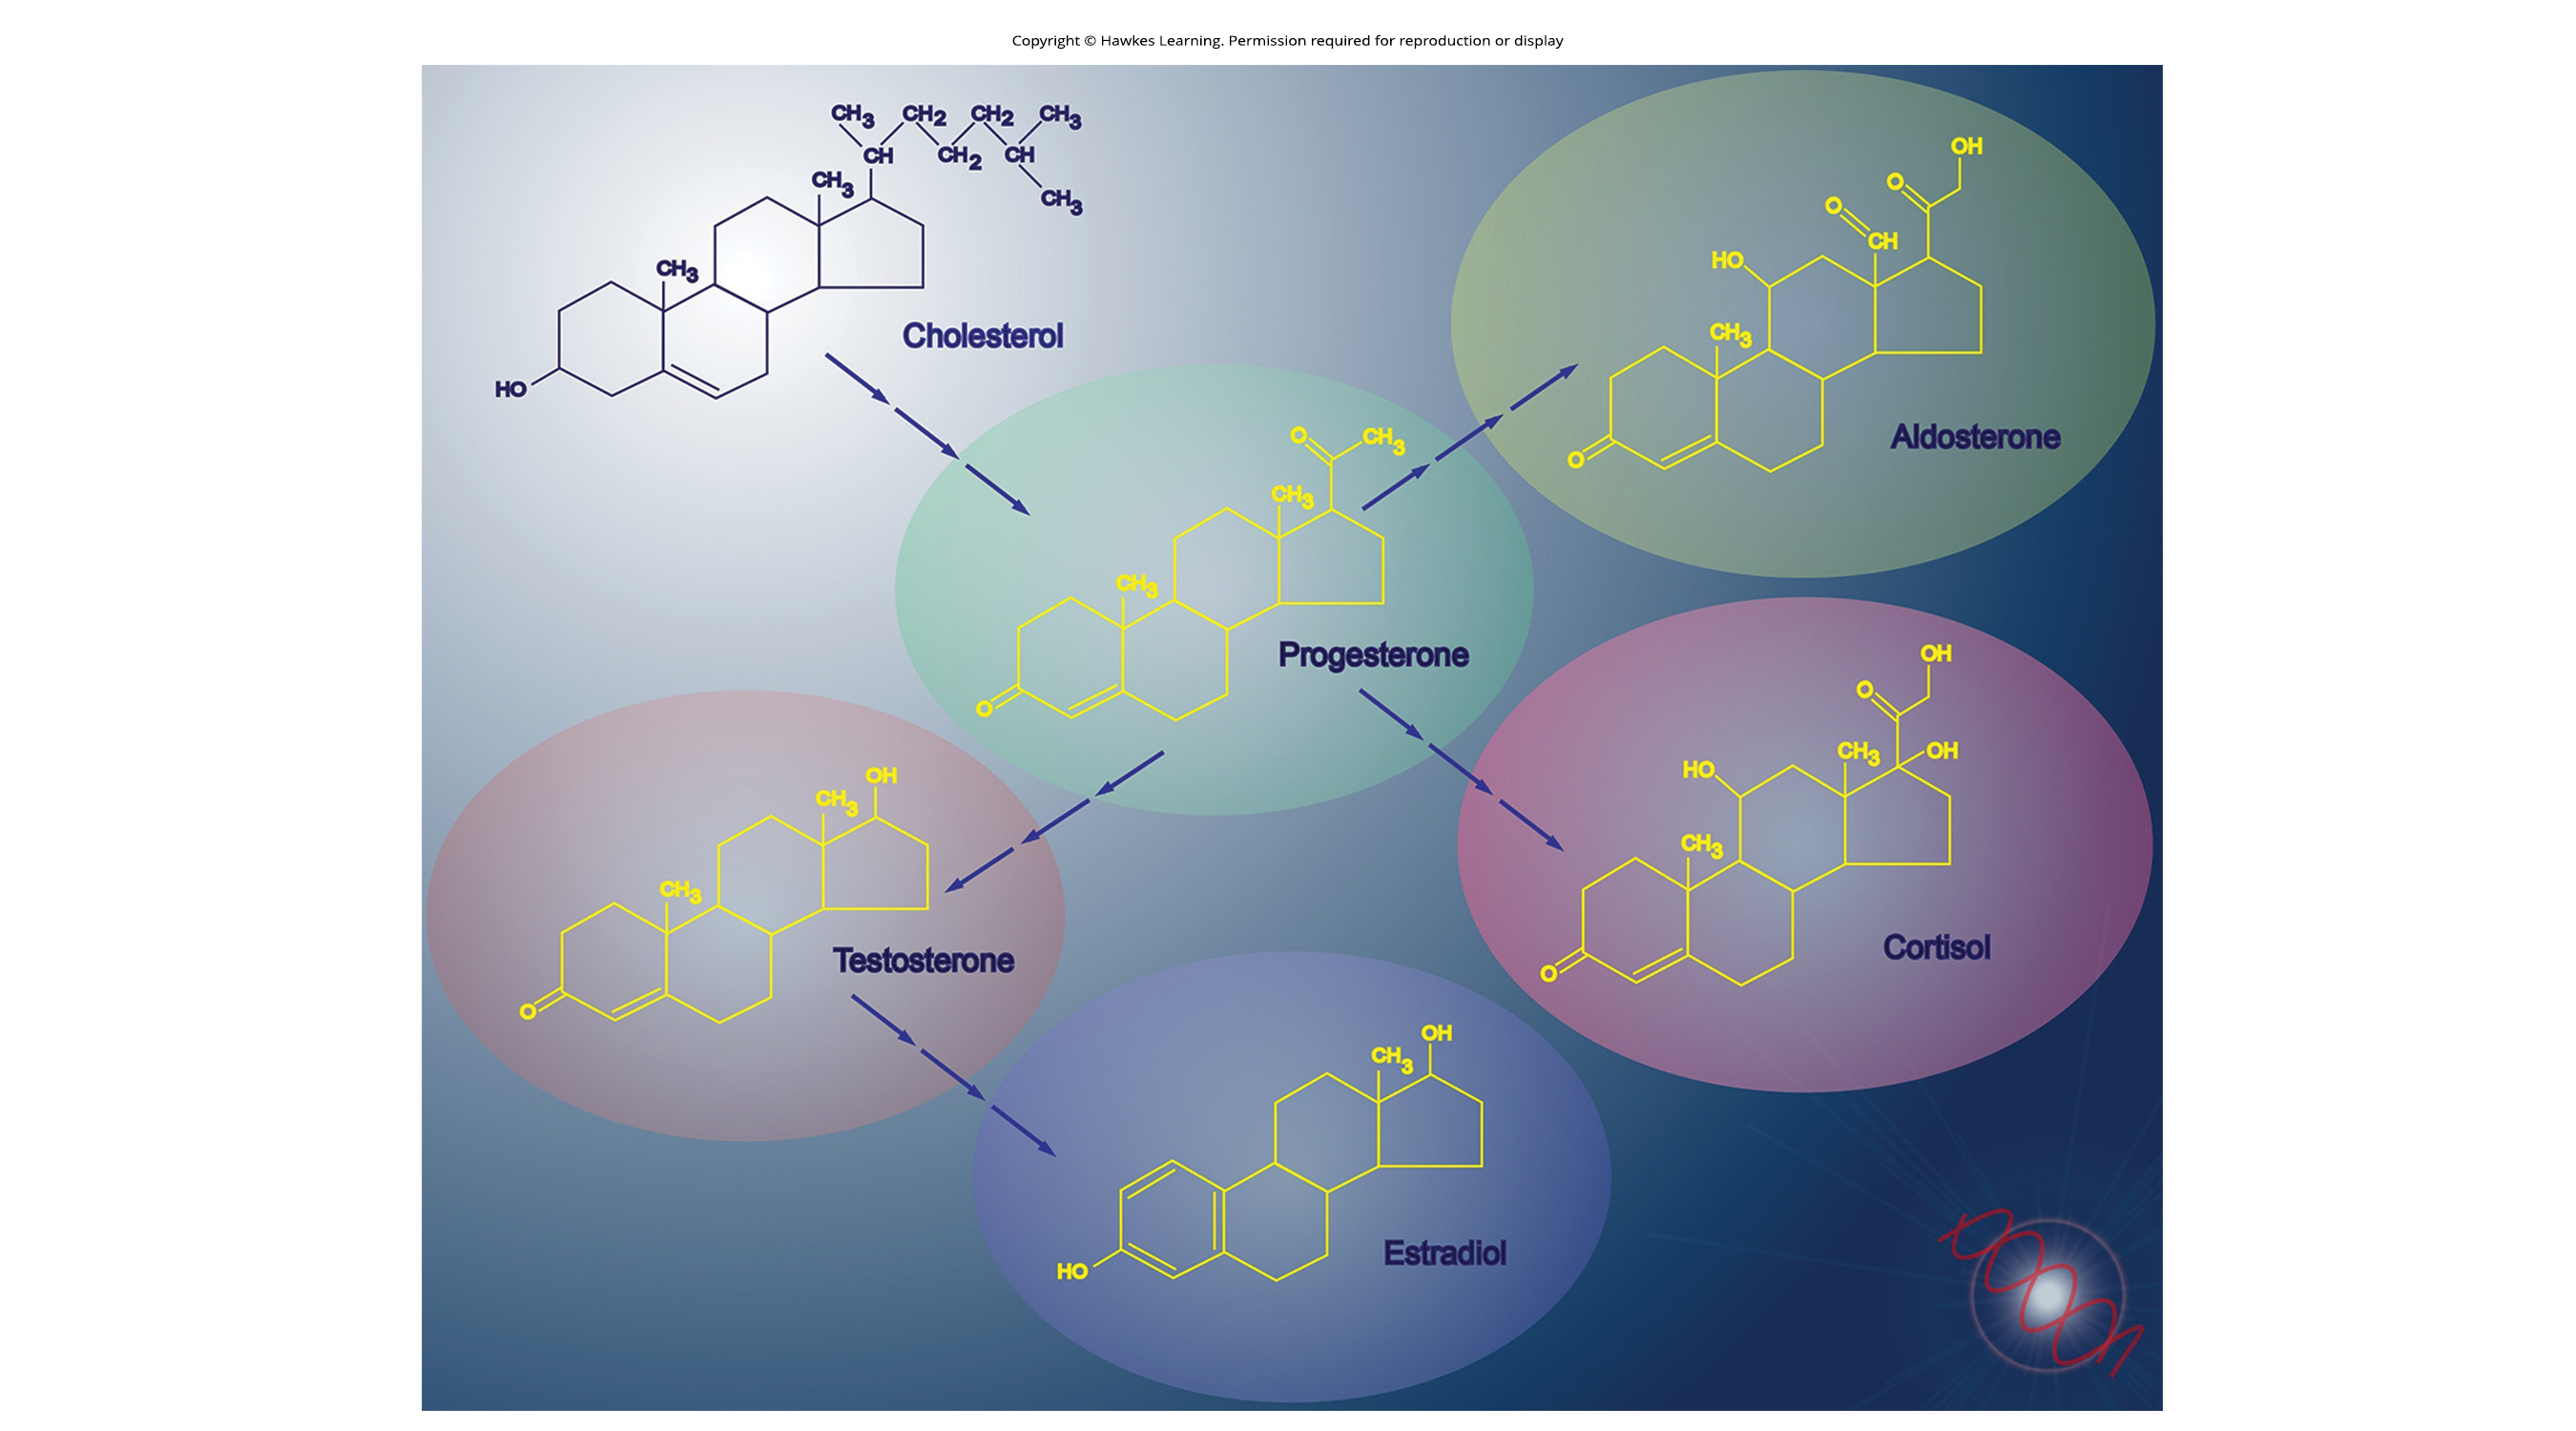 Copyright © Hawkes Learning. Permission required for reproduction or display
CH3 CH2 CH2 CH3
CH CH2 CH
CH3
CH3
CH3
HO
Cholesterol
OH
O
O
CH
HO
CH3
O
Aldosterone
O CH3
CH3
CH3
O
Progesterone
OH
O
CH3 OH
HO
CH3
O
Cortisol
OH
CH3
CH3
O
Testosterone
OH
CH3
HO
Estradiol